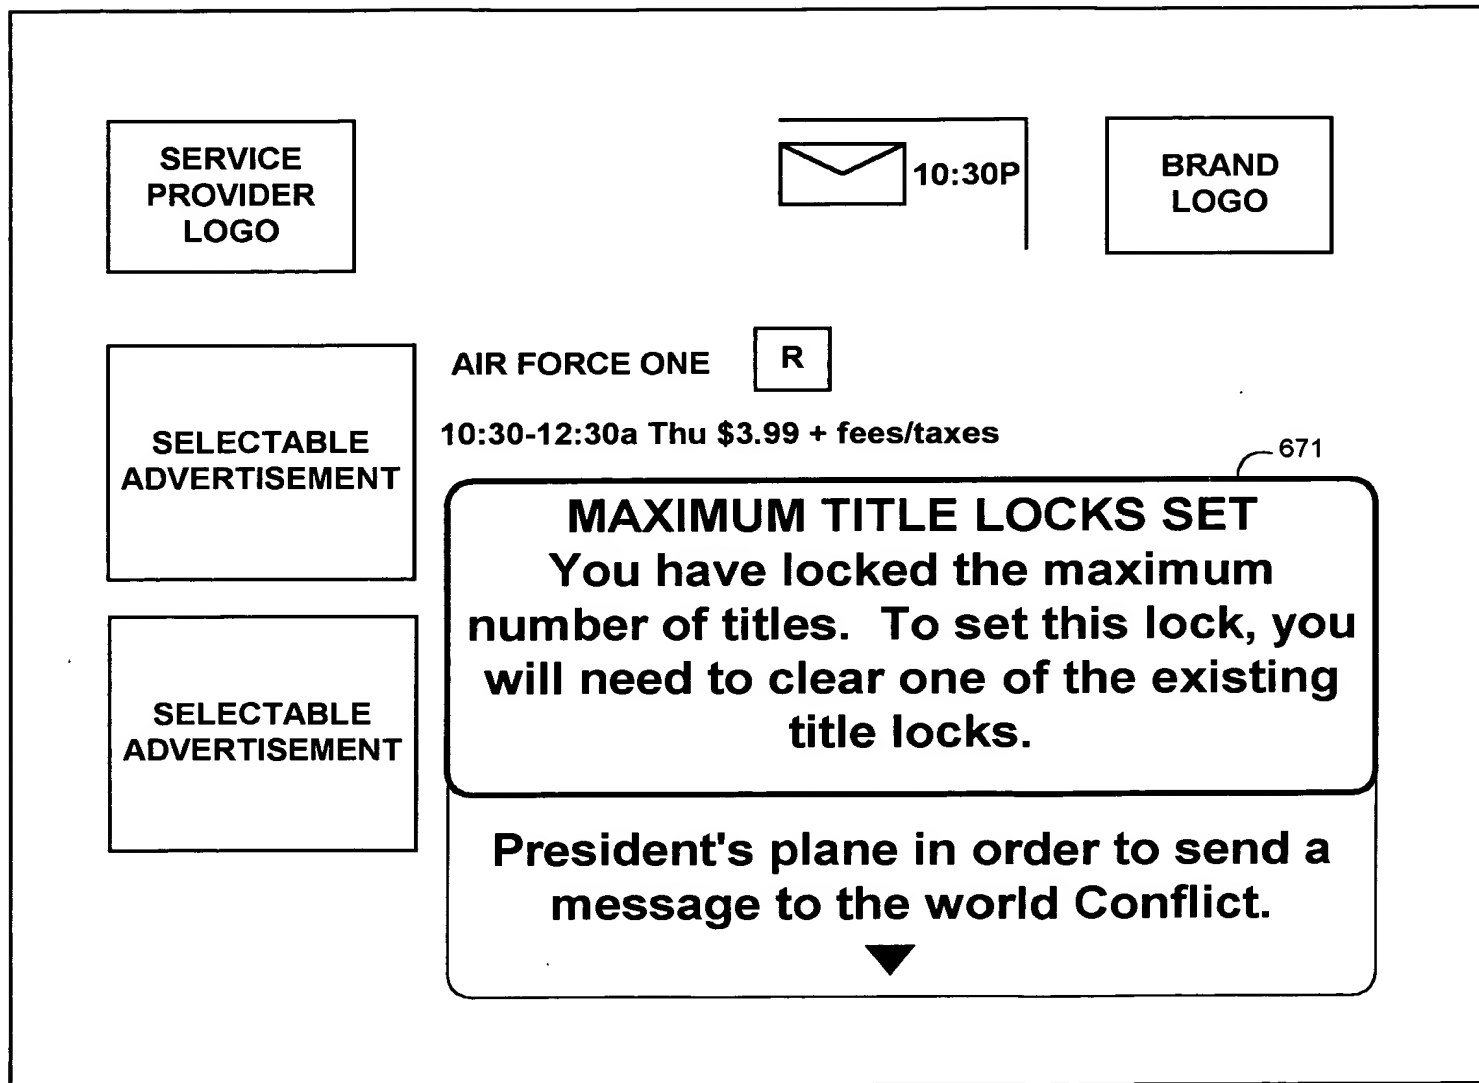 SERVICE
PROVIDER
LOGO
10:30P
BRAND
LOGO
AIR FORCE ONE
R
10:30-12:30a Thu $3.99 + fees/taxes
671
SELECTABLE
ADVERTISEMENT
MAXIMUM TITLE LOCKS SET
You have locked the maximum
number of titles.  To set this lock, you
will need to clear one of the existing
title locks.
SELECTABLE
ADVERTISEMENT
President's plane in order to send a
message to the world Conflict.